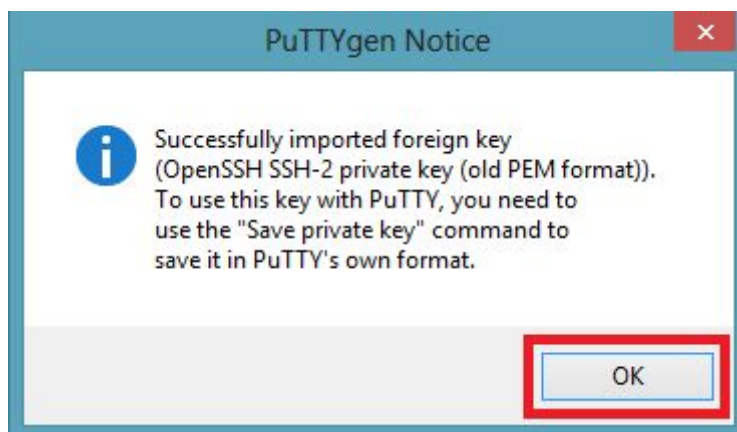 PuTTYgen Notice
Successfully imported foreign key
(OpenSSH SSH-2 private key (old PEM format)).
To use this key with PuTTY, you need to
use the "Save private key" command to
save it in PuTTY's own format.
OK